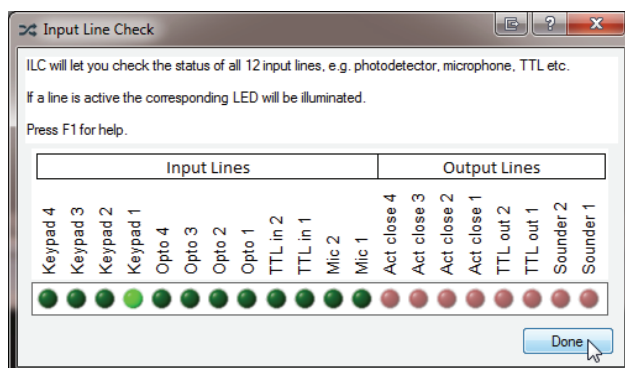 Input Line Check
?
ILC will let you check the status of all 12 input lines, e.g. photodetector, microphone, TTL etc.
If a line is active the corresponding LED will be illuminated.
Press F1 for help.
Input Lines
Output Lines
Keypad 4
Keypad 3
Keypad 2
Keypad 1
Opto 4
Opto 3
Opto 2
Opto 1
TTL in 2
TTL in 1
Mic 2
Mic 1
Act close 4
Act close 3
Act close 2
Act close 1
TTL out 2
TTL out 1
Sounder 2
Sounder 1
Done